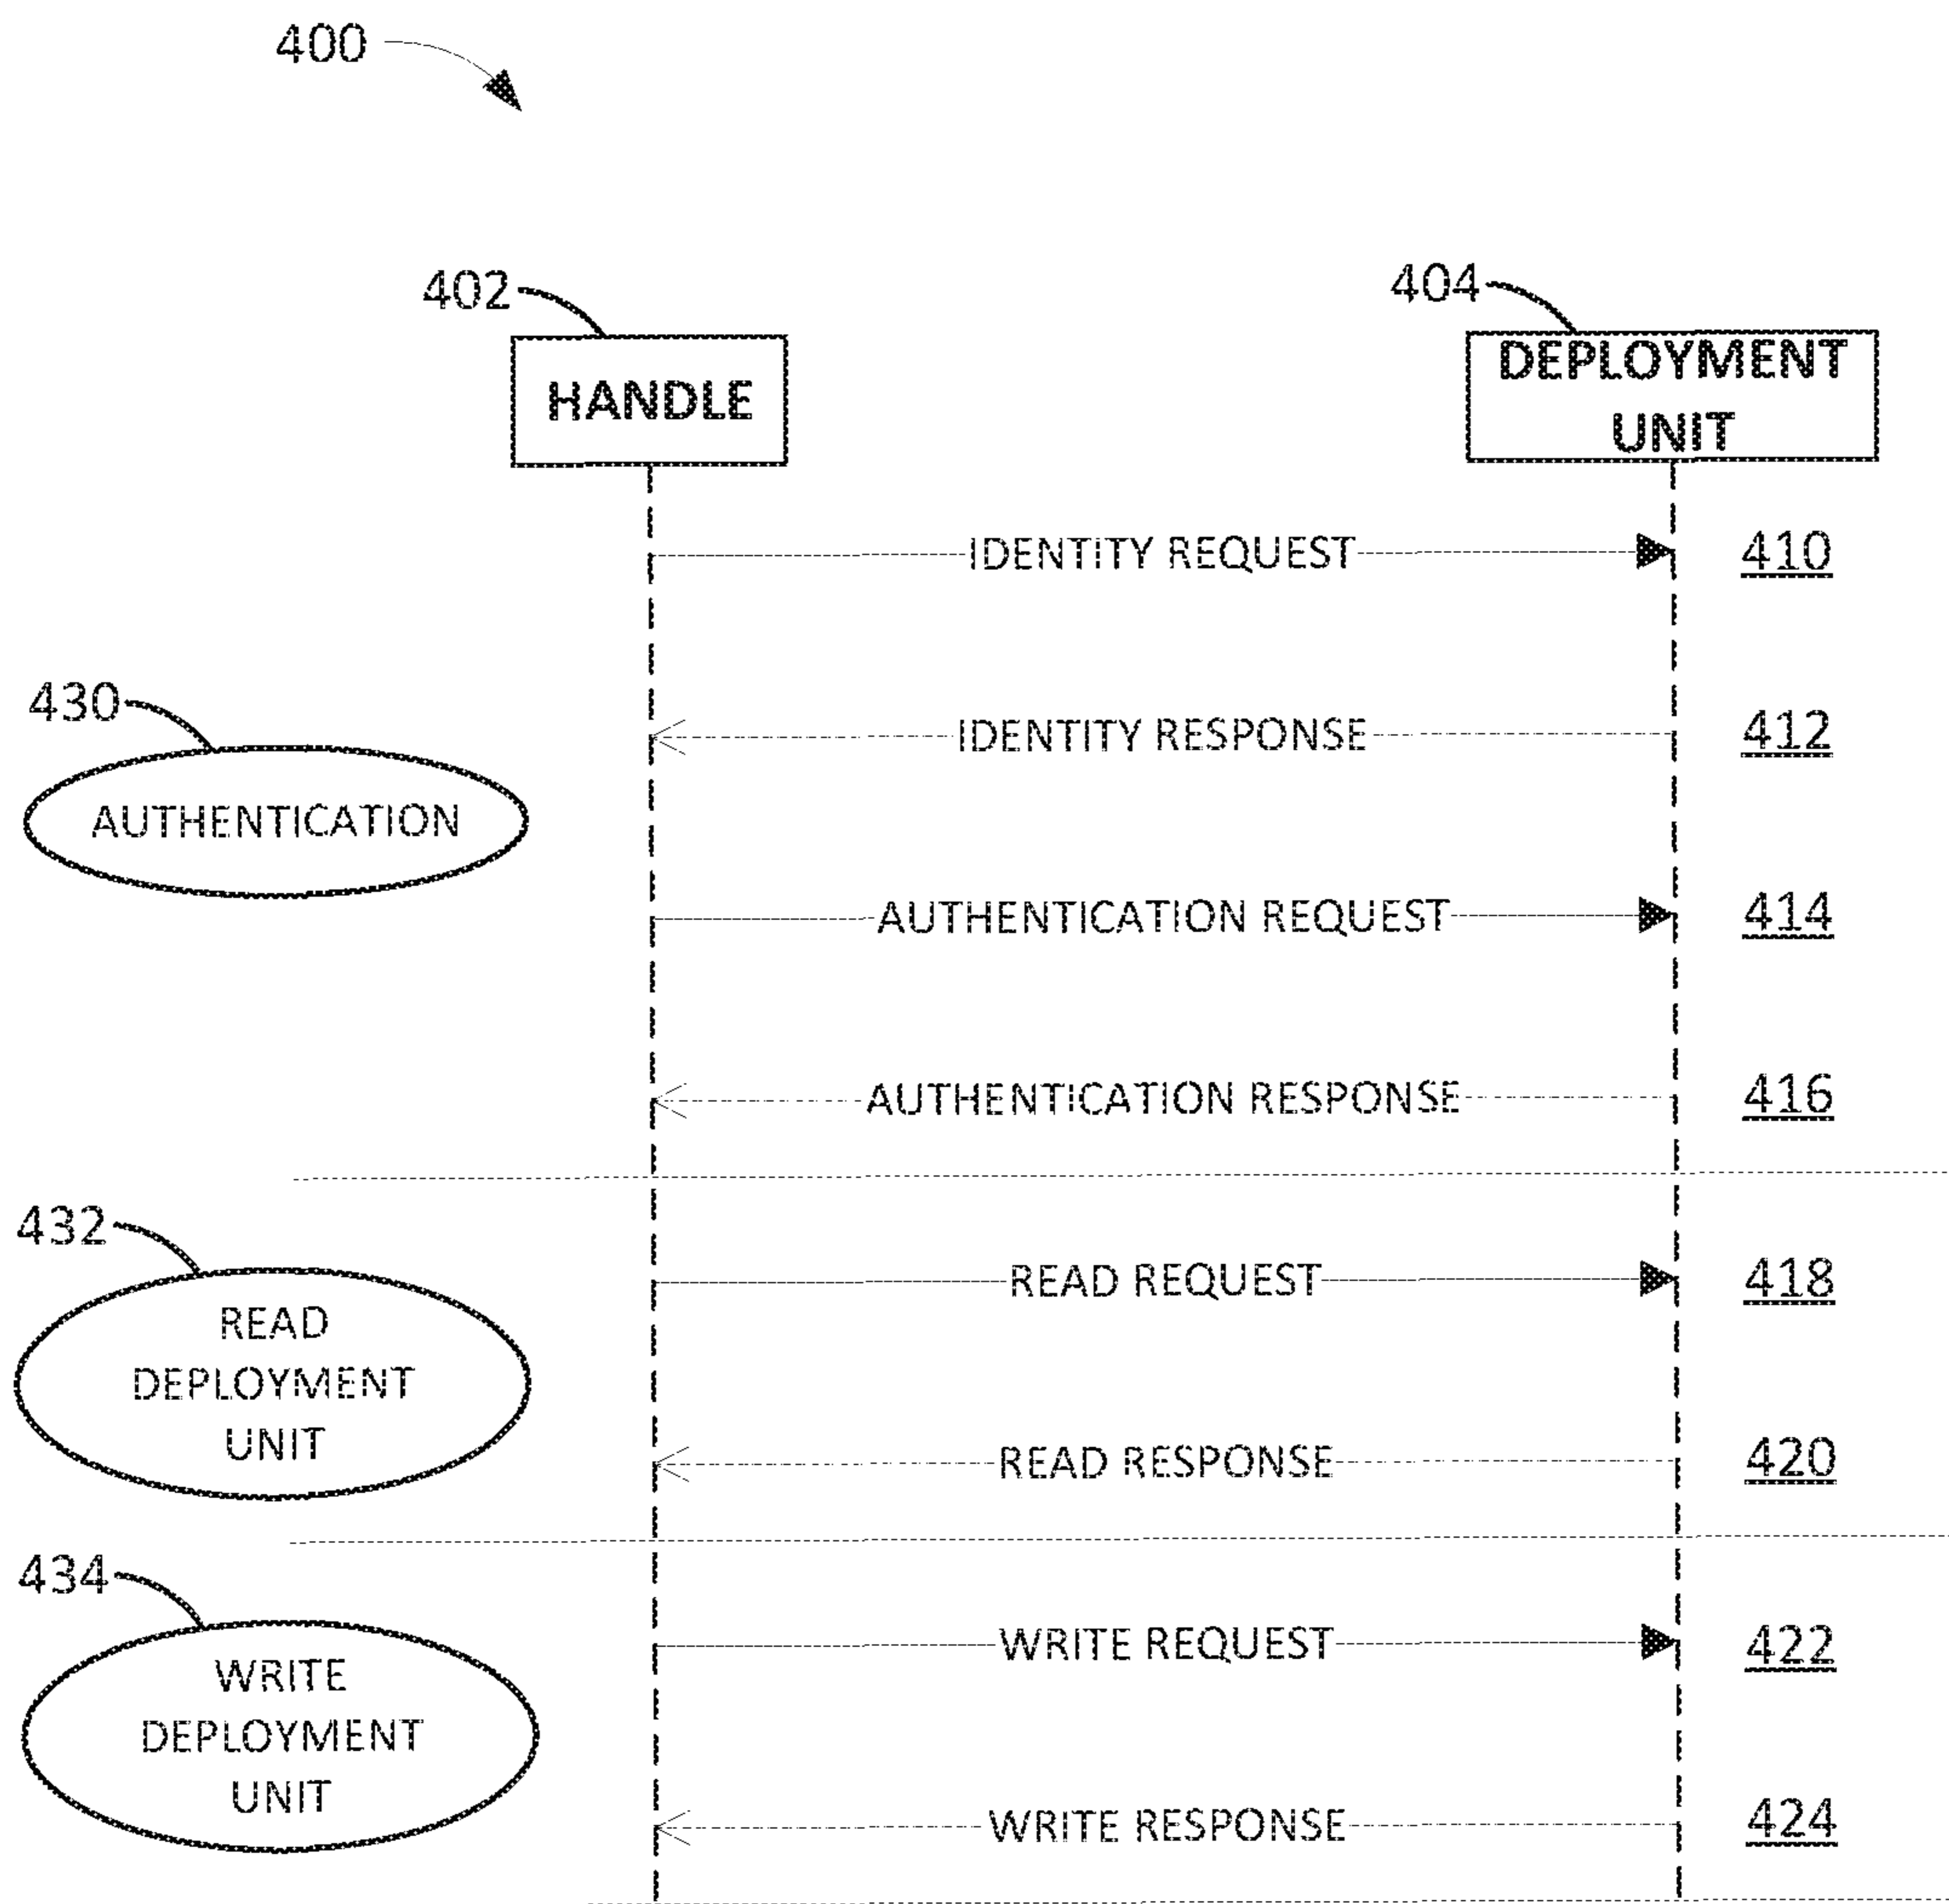 400
402
404
HANDLE
DEPLOYMENT
UNIT
IDENTITY REQUEST
410
430
IDENTITY RESPONSE
412
AUTHENTICATION
AUTHENTICATION REQUEST
414
AUTHENTICATION RESPONSE
416
432
READ REQUEST
418
READ
DEPLOYMENT
UNIT
READ RESPONSE
420
434
WRITE REQUEST
422
WRITE
DEPLOYMENT
UNIT
WRITE RESPONSE
424